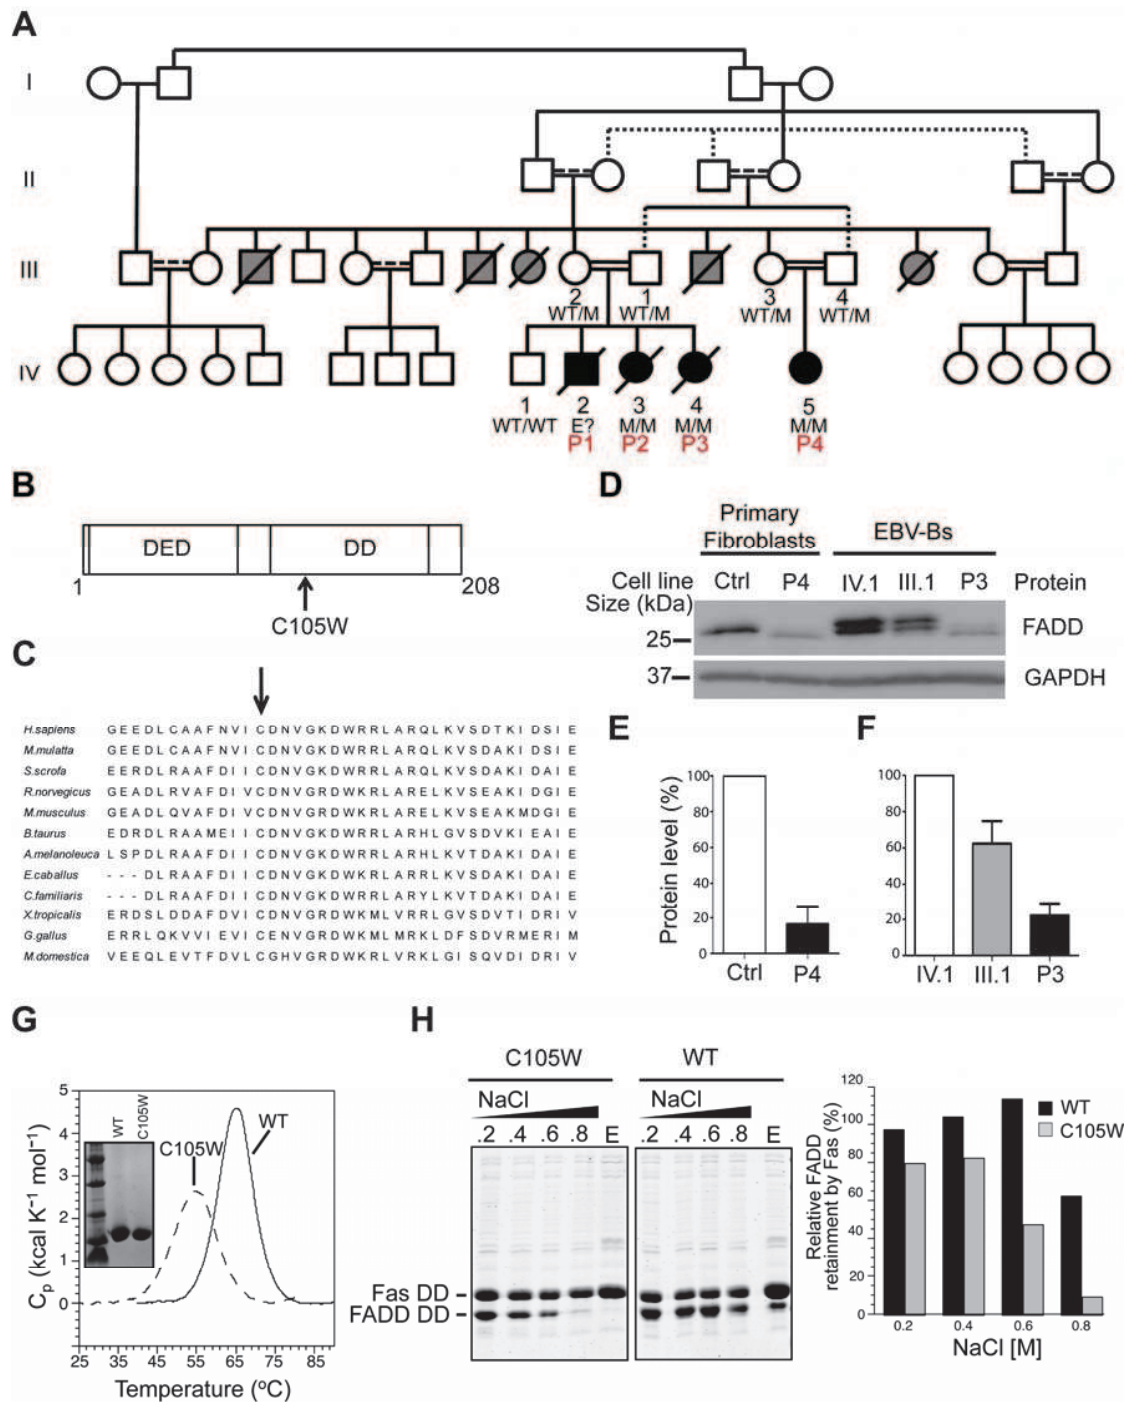 A
I
II
III
2 1 3 4
WT/M WT/M WT/M WT/M
IV
1 2 3 4 5
WT/WT E? M/M M/M M/M
P1 P2 P3 P4
B
DED DD
1 208
C105W
C
H.sapiens GEEDLCAAFNVICDNVGKDWRRLARQLKVSDTKIDSIE
M.mulatta GEEDLCAAFNVICDNVGKDWRRLARQLKVSDAKIDSIE
S.scrofa EERDLRAAFDIICDNVGKDWRRLARQLKVSDAKIDAIE
R.norvegicus GEADLRVAFDIVCDNVGRDWKRLARELKVSEAKIDGIE
M.musculus GEADLQVAFDIVCDNVGRDWKRLARELKVSEAKMDGIE
B.taurus EDRDLRAAMEIICDNVGKDWRRLARHLGVSDVKIEAIE
A.melanoleuca LSPDLRAAFDIICDNVGKDWRRLARHLKVTDAKIDAIE
E.caballus - - - DLRAAFDIICDNVGKDWRRLARHLKVSDAKIDAIE
C.familiaris - - - DLRAAFDIICDNVGKDWRRLARYLKVTDAKIDAIE
X.tropicalis ERDSLDDAFDVICDNVGRDWKMLVRRLGVSDVTIDRIV
G.gallus ERRLQKVVIEVICENVGRDWKMLMRKLDFSDVRMERIM
M.domestica VEEQLEVTFDVLCGHVGRDWKRLVRKLGISQVDIDRIV
D
Primary
Fibroblasts EBV-Bs
Cell line Ctrl P4 IV.1 III.1 P3 Protein
Size (kDa)
25 FADD
37 GAPDH
E
Protein level (%)
100
80
60
40
20
0
Ctrl P4
F
100
80
60
40
20
0
IV.1 III.1 P3
G
Cp (kcal K⁻¹ mol⁻¹)
5
4
3
2
1
0
WT C105W
C105W WT
25 35 45 55 65 75 85
Temperature (ºC)
H
C105W WT
NaCl NaCl
.2 .4 .6 .8 E .2 .4 .6 .8 E
Fas DD
FADD DD
Relative FADD
retainment by Fas (%)
120
100
80
60
40
20
0
WT
C105W
0.2 0.4 0.6 0.8
NaCl [M]